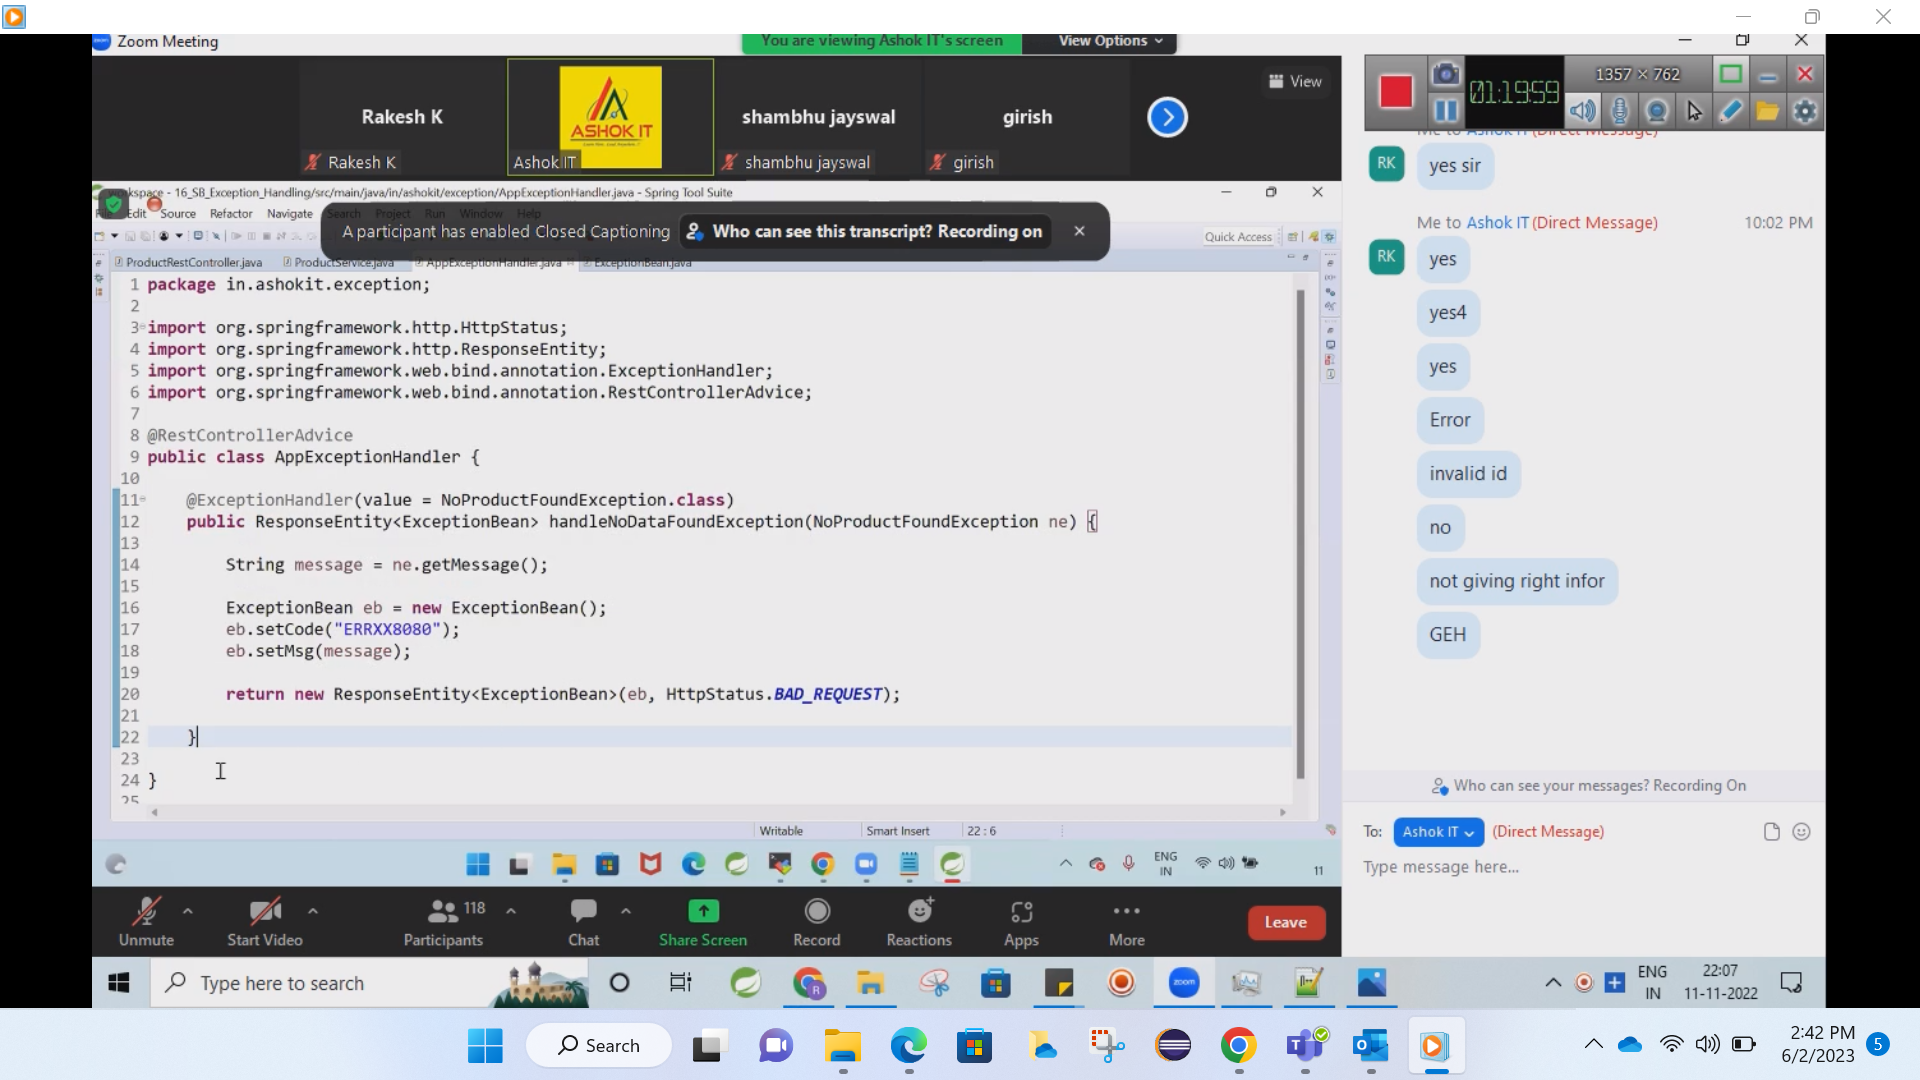 Zoom Meeting
You are viewing Ashok IT's screen
View Options
Rakesh K
Rakesh K
ASHOK IT
Ashok IT
shambhu jayswal
shambhu jayswal
girish
girish
View
1357 × 762
01:19:59
workspace - 16_SB_Exception_Handling/src/main/java/in/ashokit/exception/AppExceptionHandler.java - Spring Tool Suite
Edit Source Refactor Navigate Search Project Run Window Help
A participant has enabled Closed Captioning
Who can see this transcript? Recording on
Quick Access
ProductRestController.java
ProductService.java
AppExceptionHandler.java
ExceptionBean.java
1 package in.ashokit.exception;
2
3 import org.springframework.http.HttpStatus;
4 import org.springframework.http.ResponseEntity;
5 import org.springframework.web.bind.annotation.ExceptionHandler;
6 import org.springframework.web.bind.annotation.RestControllerAdvice;
7
8 @RestControllerAdvice
9 public class AppExceptionHandler {
10
11 @ExceptionHandler(value = NoProductFoundException.class)
12 public ResponseEntity<ExceptionBean> handleNoDataFoundException(NoProductFoundException ne) {
13
14 String message = ne.getMessage();
15
16 ExceptionBean eb = new ExceptionBean();
17 eb.setCode("ERRXX8080");
18 eb.setMsg(message);
19
20 return new ResponseEntity<ExceptionBean>(eb, HttpStatus.BAD_REQUEST);
21
22 }
23
24 }
25
Writable
Smart Insert
22 : 6
ENG
IN
11
Unmute
Start Video
118
Participants
Chat
Share Screen
Record
Reactions
Apps
More
Leave
Me to Ashok IT (Direct Message)
RK
yes sir
Me to Ashok IT (Direct Message) 10:02 PM
RK
yes
yes4
yes
Error
invalid id
no
not giving right infor
GEH
Who can see your messages? Recording On
To: Ashok IT (Direct Message)
Type message here...
Type here to search
R
zoom
ENG
IN
22:07
11-11-2022
Search
2:42 PM
6/2/2023
5